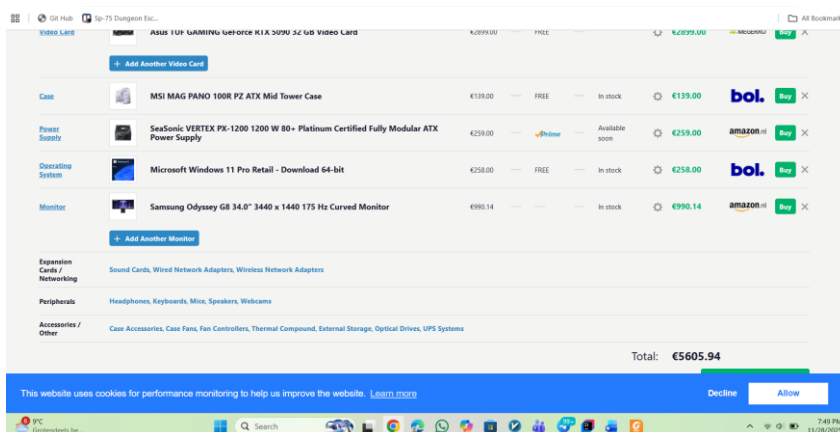 Git Hub
Sp-75 Dungeon Esc...
All Bookmark
Video Card Asus TUF GAMING GeForce RTX 5090 32 GB Video Card €2899.00 — FREE €2899.00 MEGEKKO Buy
+ Add Another Video Card
Case MSI MAG PANO 100R PZ ATX Mid Tower Case €139.00 — FREE — In stock €139.00 bol. Buy
Power Supply SeaSonic VERTEX PX-1200 1200 W 80+ Platinum Certified Fully Modular ATX Power Supply €259.00 — Prime — Available soon €259.00 amazon.nl Buy
Operating System Microsoft Windows 11 Pro Retail - Download 64-bit €258.00 — FREE — In stock €258.00 bol. Buy
Monitor Samsung Odyssey G8 34.0" 3440 x 1440 175 Hz Curved Monitor €990.14 — — — In stock €990.14 amazon.nl Buy
+ Add Another Monitor
Expansion Cards / Networking Sound Cards, Wired Network Adapters, Wireless Network Adapters
Peripherals Headphones, Keyboards, Mice, Speakers, Webcams
Accessories / Other Case Accessories, Case Fans, Fan Controllers, Thermal Compound, External Storage, Optical Drives, UPS Systems
Total: €5605.94
This website uses cookies for performance monitoring to help us improve the website. Learn more
Decline
Allow
9°C
Grotendeels be...
Search
99+
7:49 PM
11/28/2025